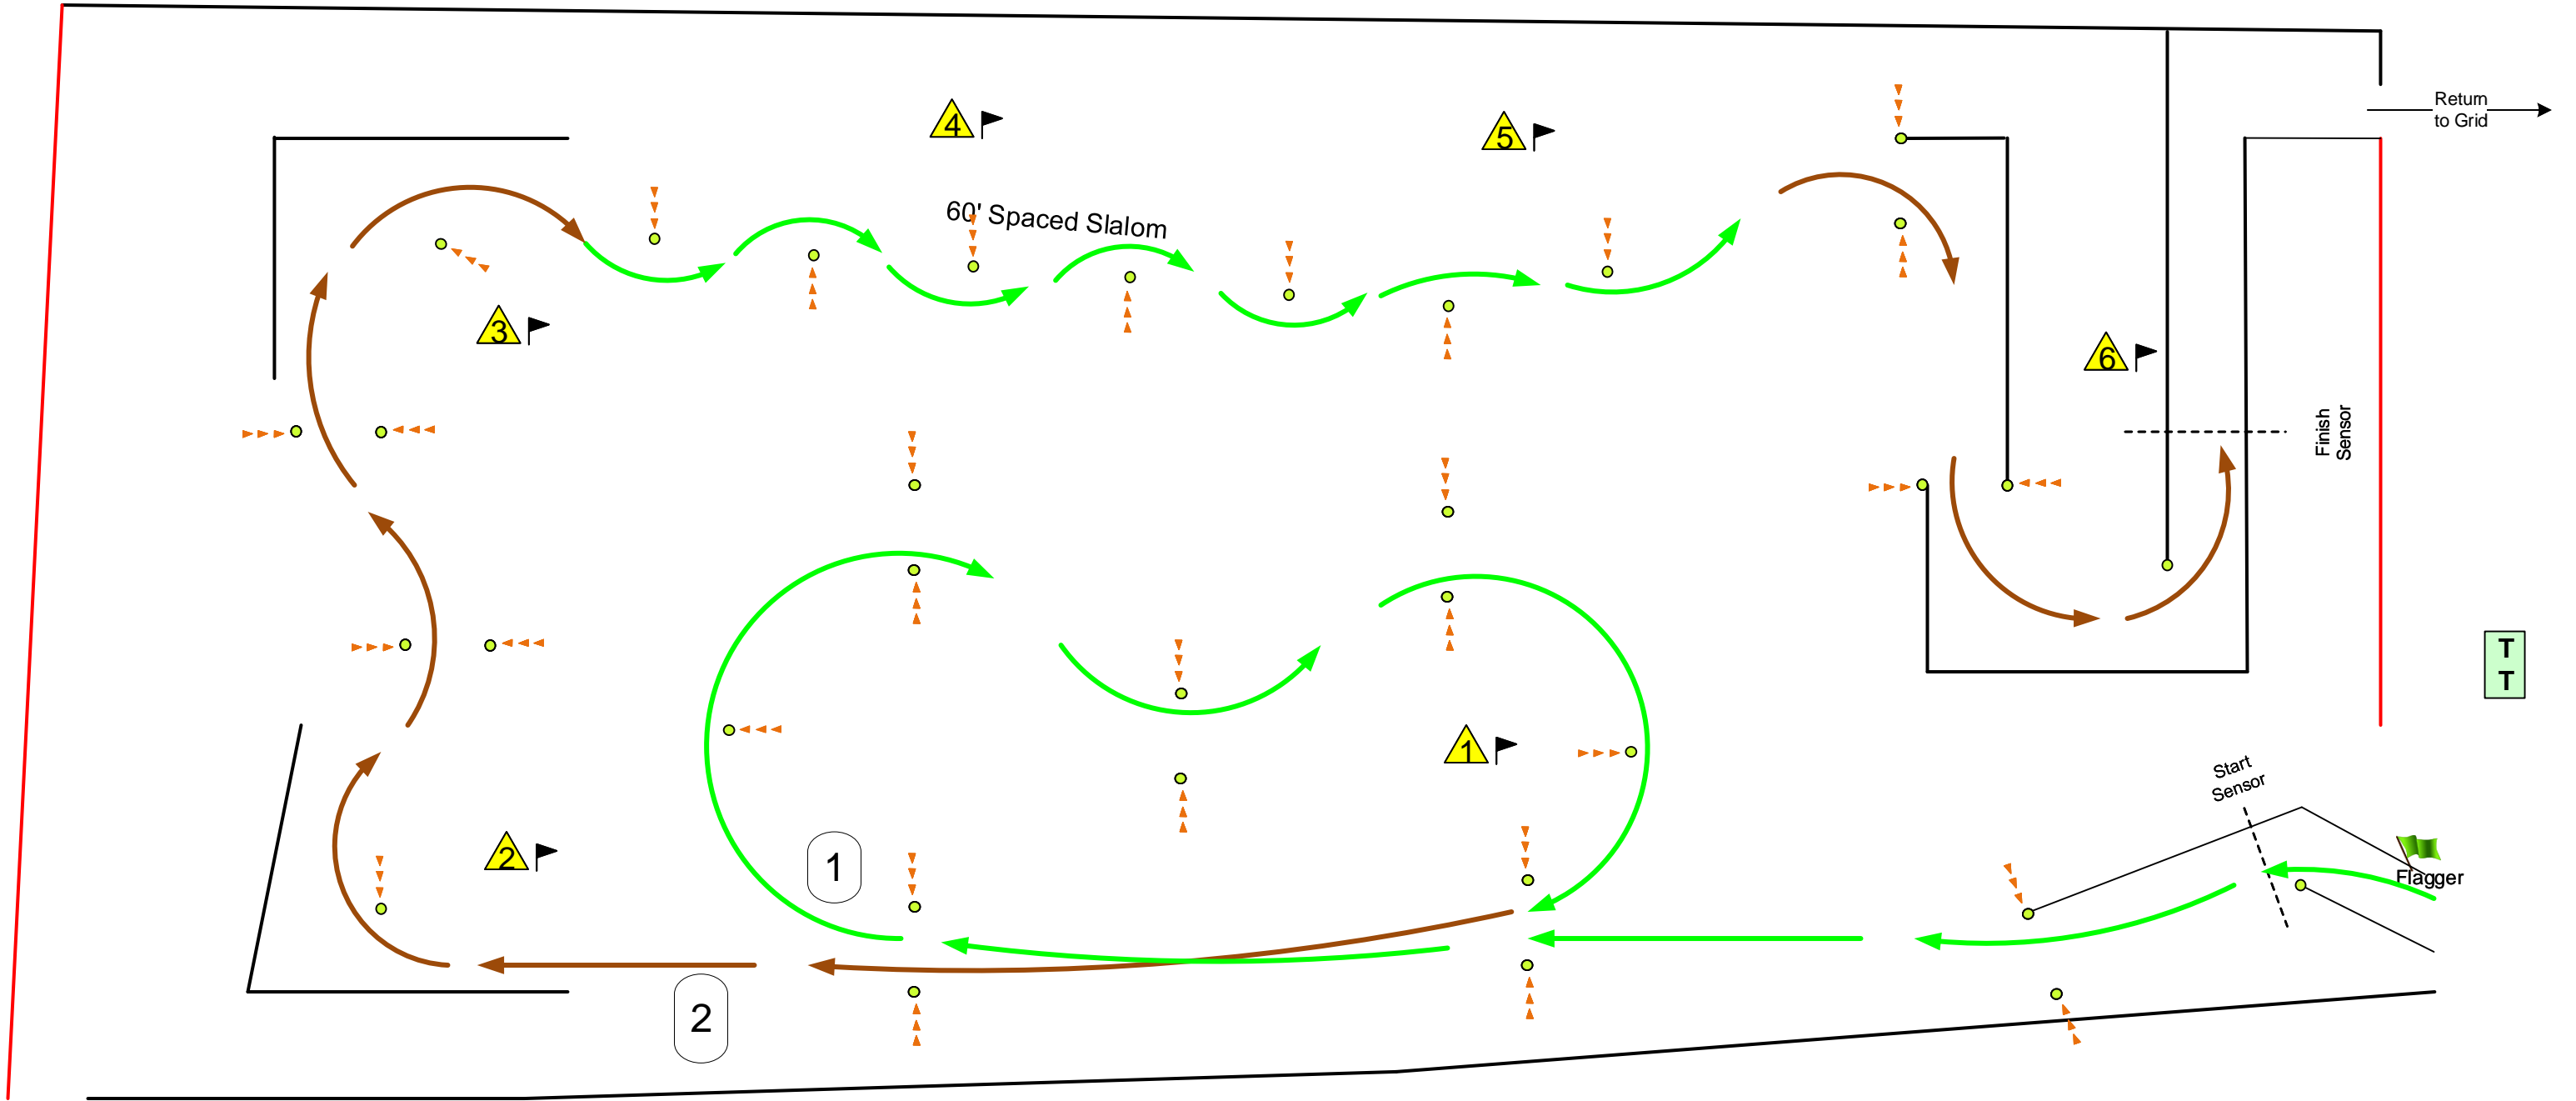 4
5
Return
to Grid
60' Spaced Slalom
3
6
Finish
Sensor
T
T
1
Start
Sensor
2
1
Flagger
2